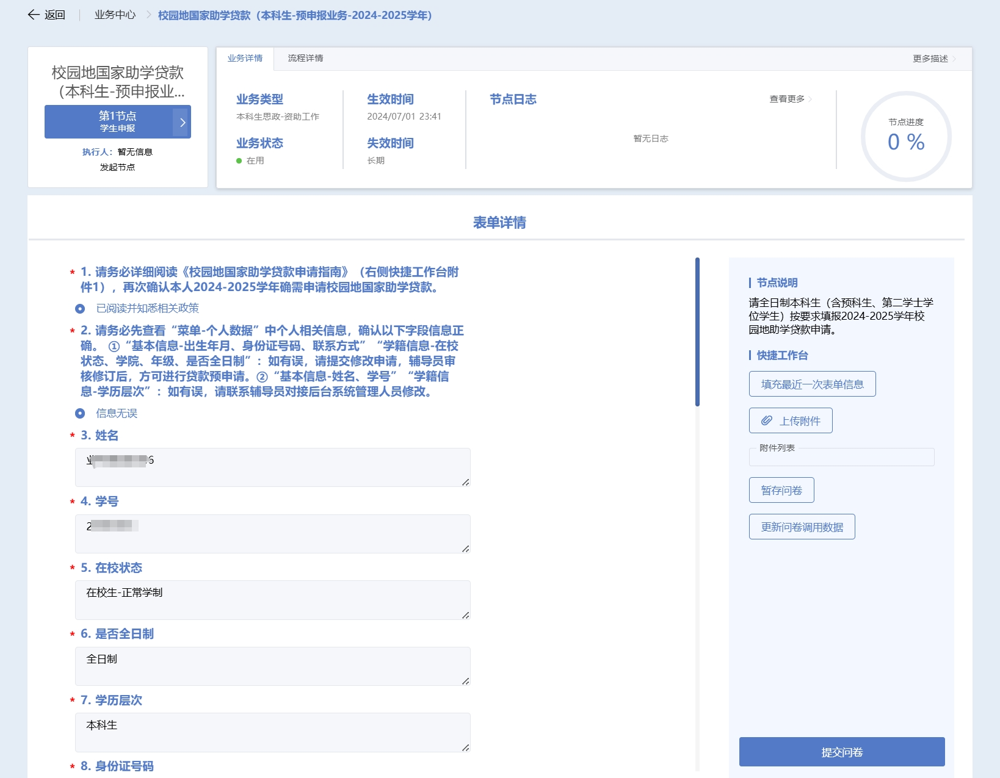 返回
业务中心
校园地国家助学贷款（本科生-预申报业务-2024-2025学年）
校园地国家助学贷款
（本科生-预申报业...
第1节点
学生申报
执行人：暂无信息
发起节点
业务详情
流程详情
更多描述
业务类型
本科生思政-资助工作
业务状态
在用
生效时间
2024/07/01 23:41
失效时间
长期
节点日志
查看更多
暂无日志
节点进度
0 %
表单详情
* 1. 请务必详细阅读《校园地国家助学贷款申请指南》（右侧快捷工作台附
件1），再次确认本人2024-2025学年确需申请校园地国家助学贷款。
已阅读并知悉相关政策
* 2. 请务必先查看“菜单-个人数据”中个人相关信息，确认以下字段信息正
确。 ①“基本信息-出生年月、身份证号码、联系方式”“学籍信息-在校
状态、学院、年级、是否全日制”：如有误，请提交修改申请，辅导员审
核修订后，方可进行贷款预申请。②“基本信息-姓名、学号”“学籍信
息-学历层次”：如有误，请联系辅导员对接后台系统管理人员修改。
信息无误
* 3. 姓名
6
* 4. 学号
2
* 5. 在校状态
在校生-正常学制
* 6. 是否全日制
全日制
* 7. 学历层次
本科生
* 8. 身份证号码
节点说明
请全日制本科生（含预科生、第二学士学
位学生）按要求填报2024-2025学年校
园地助学贷款申请。
快捷工作台
填充最近一次表单信息
上传附件
附件列表
暂存问卷
更新问卷调用数据
提交问卷